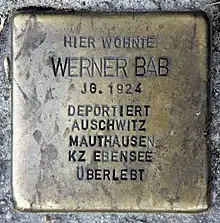 HIER WOHNTE
WERNER BAB
JG. 1924
DEPORTIERT
AUSCHWITZ
MAUTHAUSEN
KZ EBENSEE
ÜBERLEBT